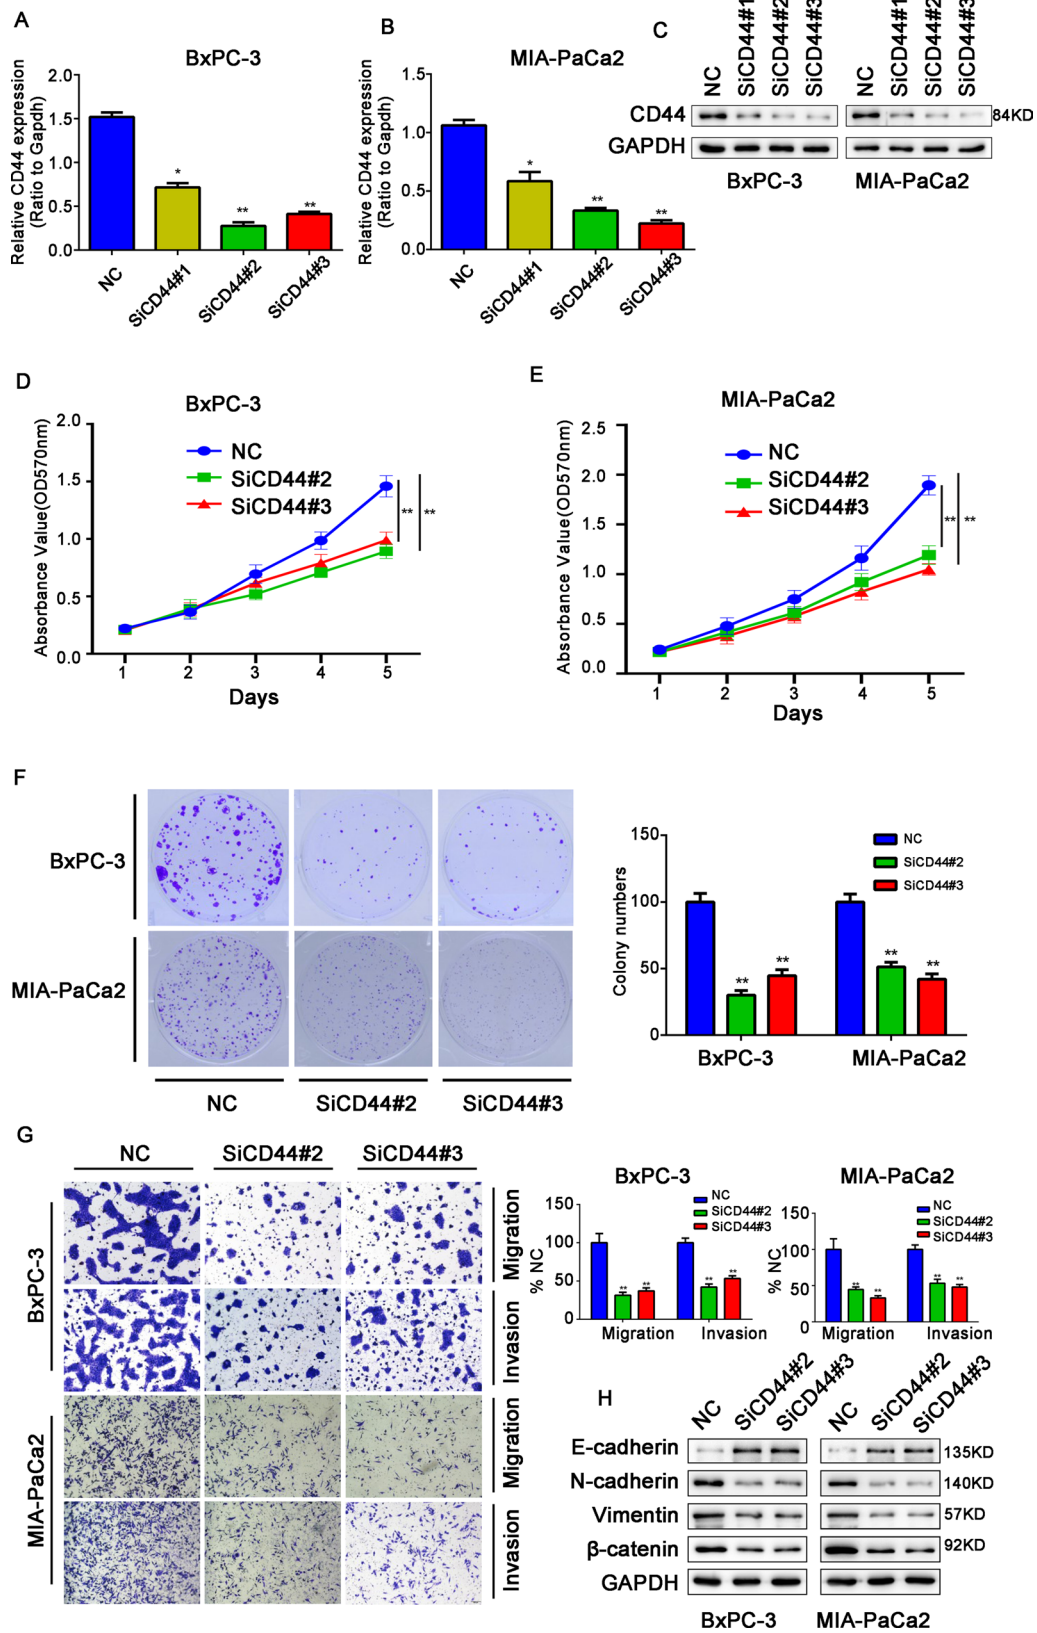 A
BxPC-3
Relative CD44 expression
(Ratio to Gapdh)
2.0
1.5
1.0
0.5
0.0
*
**
**
NC
SiCD44#1
SiCD44#2
SiCD44#3
B
MIA-PaCa2
Relative CD44 expression
(Ratio to Gapdh)
1.5
1.0
0.5
0.0
*
**
**
NC
SiCD44#1
SiCD44#2
SiCD44#3
C
NC
SiCD44#1
SiCD44#2
SiCD44#3
NC
SiCD44#1
SiCD44#2
SiCD44#3
CD44
84KD
GAPDH
BxPC-3
MIA-PaCa2
D
BxPC-3
Absorbance Value(OD570nm)
2.0
1.5
1.0
0.5
0.0
NC
SiCD44#2
SiCD44#3
**
**
1 2 3 4 5
Days
E
MIA-PaCa2
Absorbance Value(OD570nm)
2.5
2.0
1.5
1.0
0.5
0.0
NC
SiCD44#2
SiCD44#3
**
**
1 2 3 4 5
Days
F
BxPC-3
MIA-PaCa2
NC
SiCD44#2
SiCD44#3
Colony numbers
150
100
50
0
NC
SiCD44#2
SiCD44#3
**
**
**
**
BxPC-3
MIA-PaCa2
G
NC
SiCD44#2
SiCD44#3
BxPC-3
MIA-PaCa2
Migration
Invasion
Migration
Invasion
BxPC-3
% NC
150
100
50
0
NC
SiCD44#2
SiCD44#3
**
**
**
**
Migration
Invasion
MIA-PaCa2
% NC
150
100
50
0
NC
SiCD44#2
SiCD44#3
**
**
**
**
Migration
Invasion
H
NC
SiCD44#2
SiCD44#3
NC
SiCD44#2
SiCD44#3
E-cadherin
135KD
N-cadherin
140KD
Vimentin
57KD
β-catenin
92KD
GAPDH
BxPC-3
MIA-PaCa2